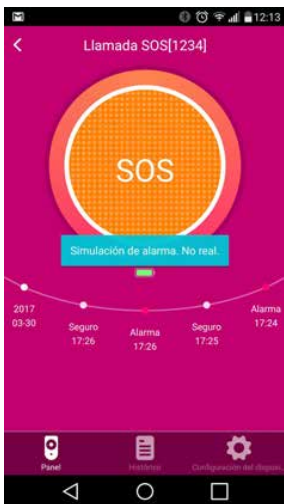 12:13
Llamada SOS[1234]
SOS
Simulación de alarma. No real.
2017
03-30
Seguro
17:26
Alarma
17:26
Seguro
17:25
Alarma
17:24
Panel
Histórico
Configuración del disposi...